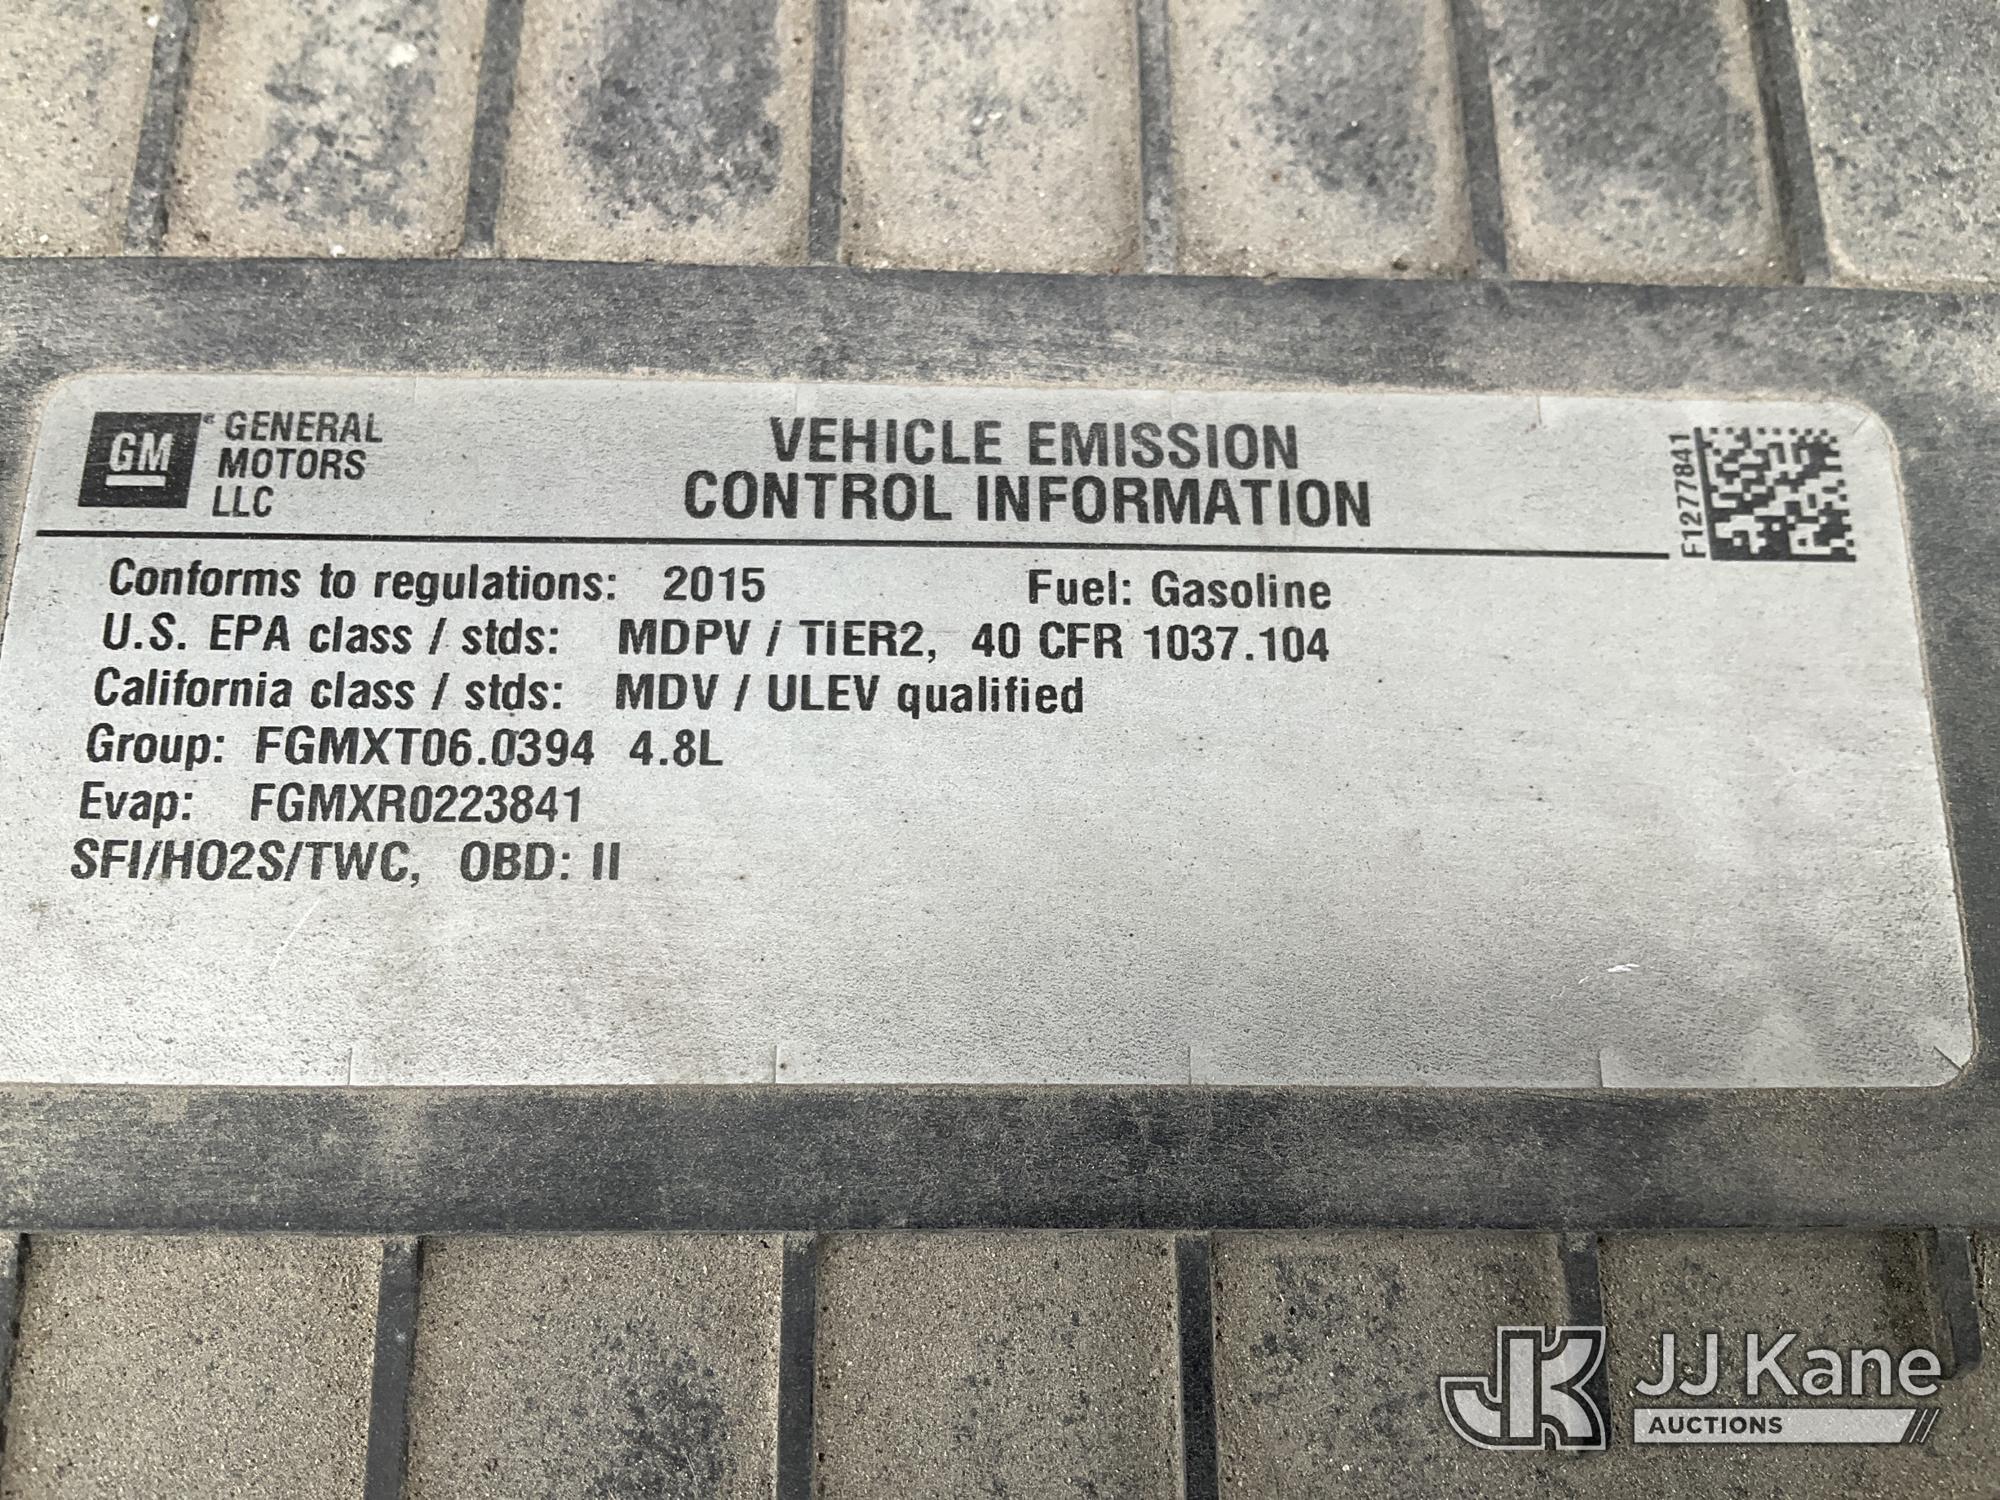 GM
GENERAL
MOTORS
LLC
VEHICLE EMISSION
CONTROL INFORMATION
F1277841
Conforms to regulations: 2015 Fuel: Gasoline
U.S. EPA class / stds: MDPV / TIER2, 40 CFR 1037.104
California class / stds: MDV / ULEV qualified
Group: FGMXT06.0394 4.8L
Evap: FGMXR0223841
SFI/HO2S/TWC, OBD: II
JK JJ Kane
AUCTIONS